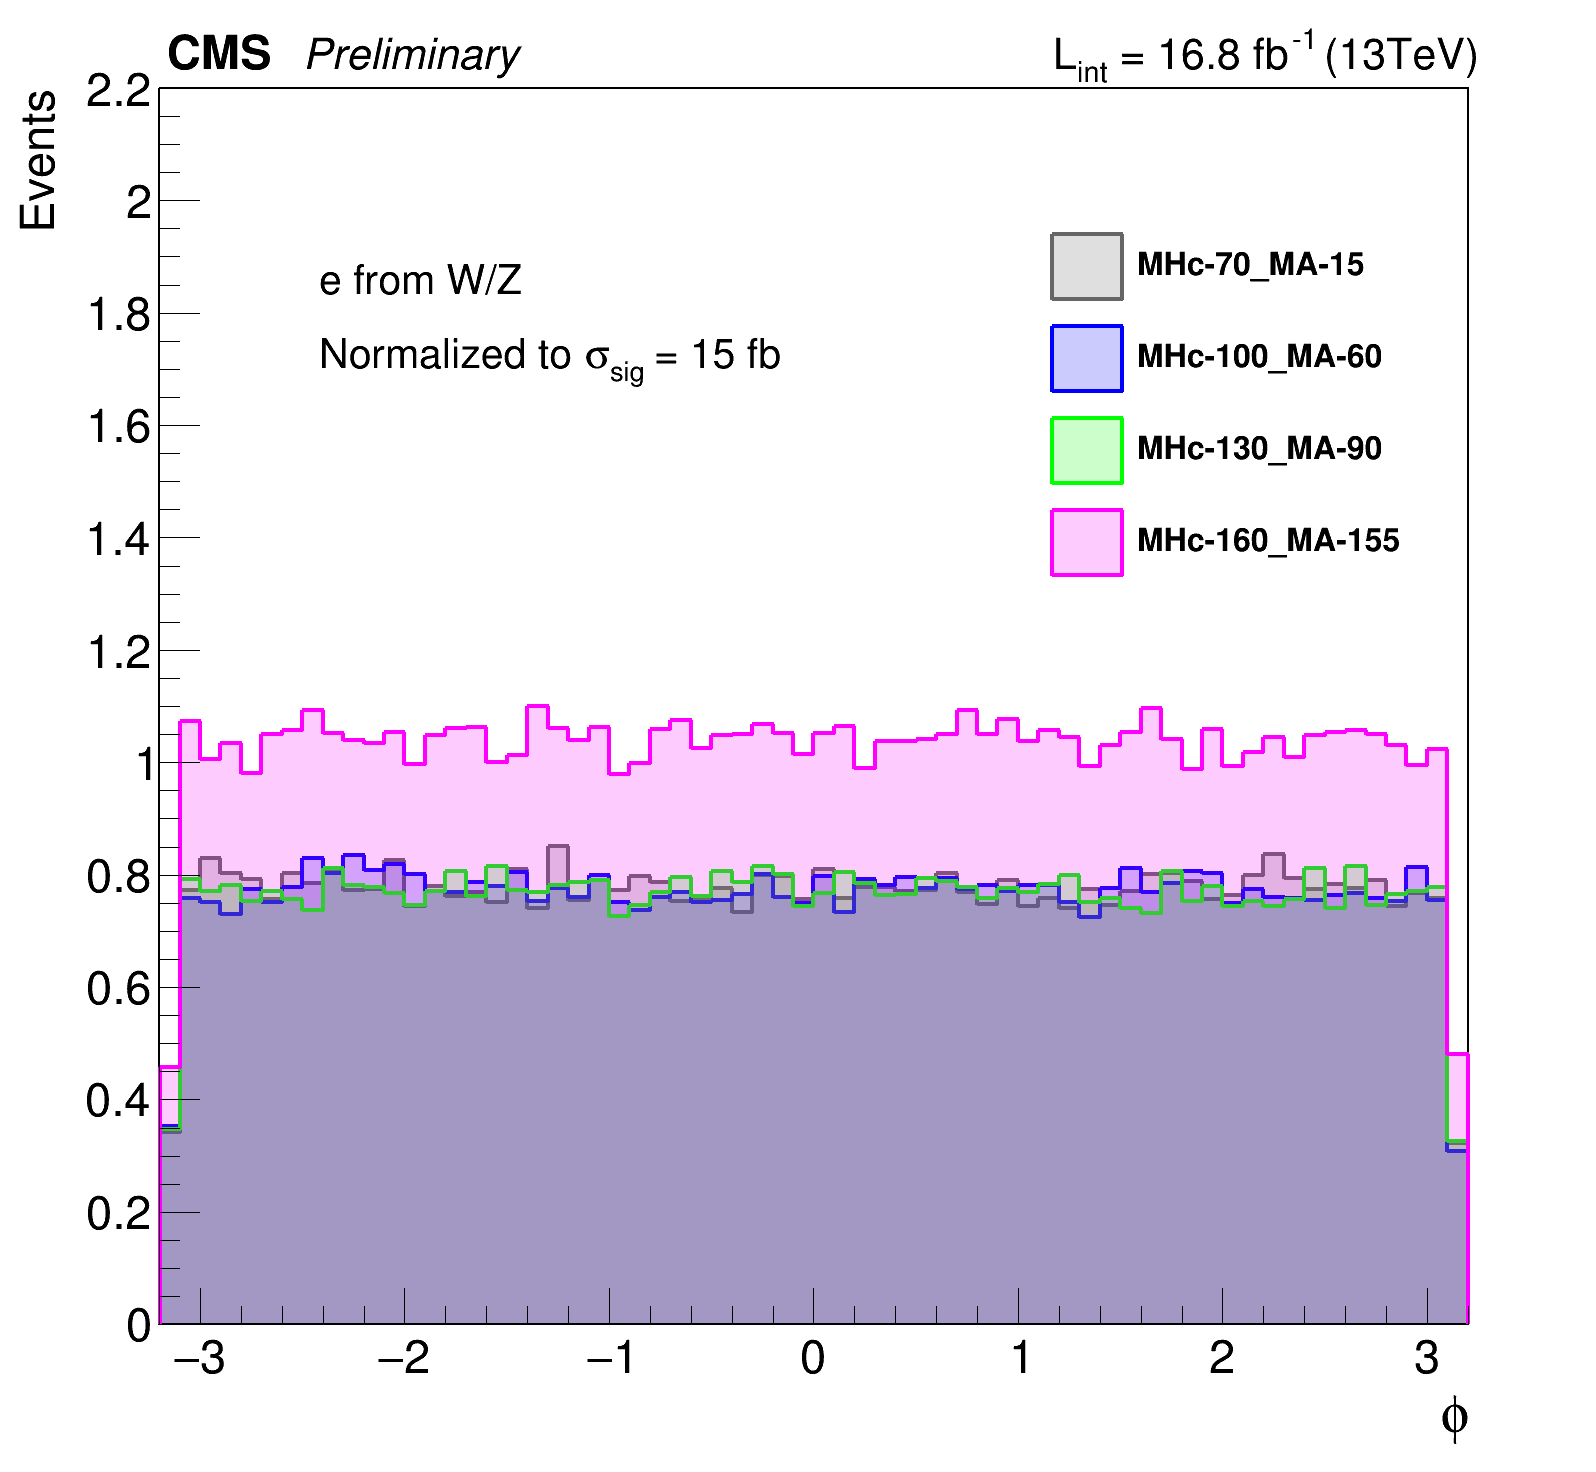 CMS Preliminary L_int = 16.8 fb^-1 (13TeV)
Events
2.2
2
1.8
1.6
1.4
1.2
1
0.8
0.6
0.4
0.2
0
e from W/Z
Normalized to σ_sig = 15 fb
MHc-70_MA-15
MHc-100_MA-60
MHc-130_MA-90
MHc-160_MA-155
−3 −2 −1 0 1 2 3
ϕ